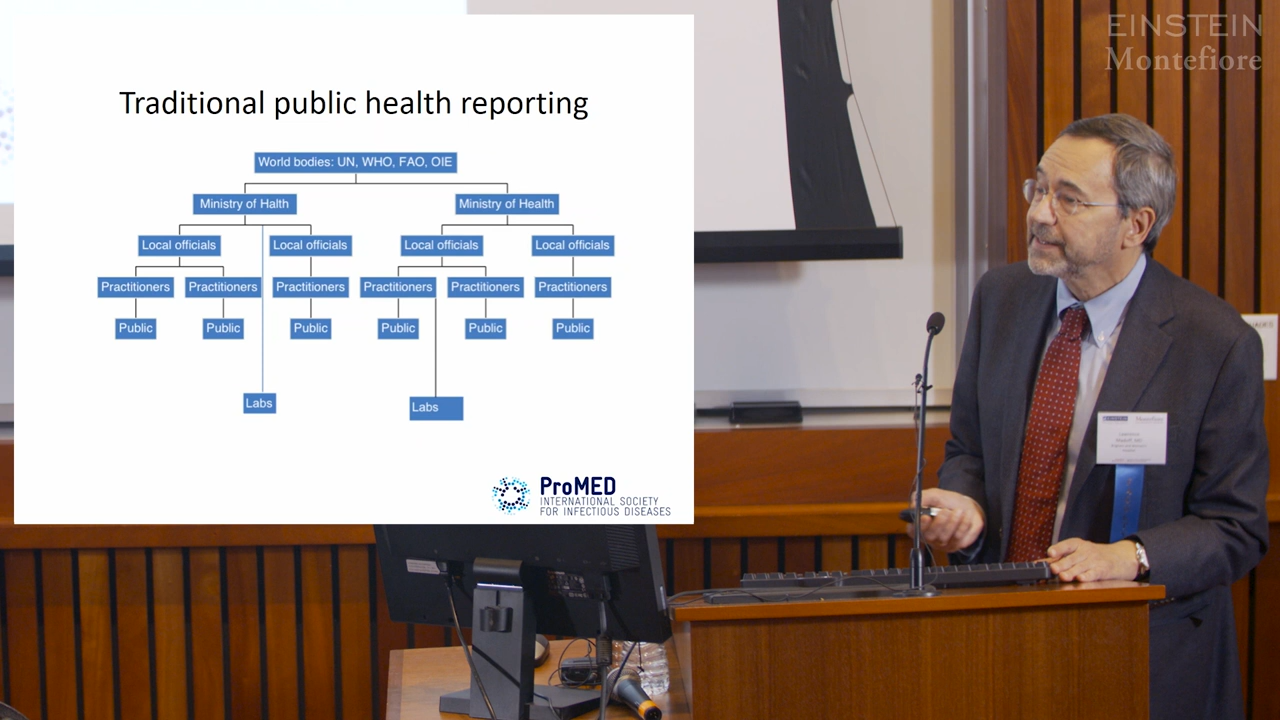 EINSTEIN
Montefiore
Traditional public health reporting
World bodies: UN, WHO, FAO, OIE
Ministry of Halth
Ministry of Health
Local officials
Local officials
Local officials
Local officials
Practitioners
Practitioners
Practitioners
Practitioners
Practitioners
Practitioners
Public
Public
Public
Public
Public
Public
Labs
Labs
ProMED
INTERNATIONAL SOCIETY
FOR INFECTIOUS DISEASES